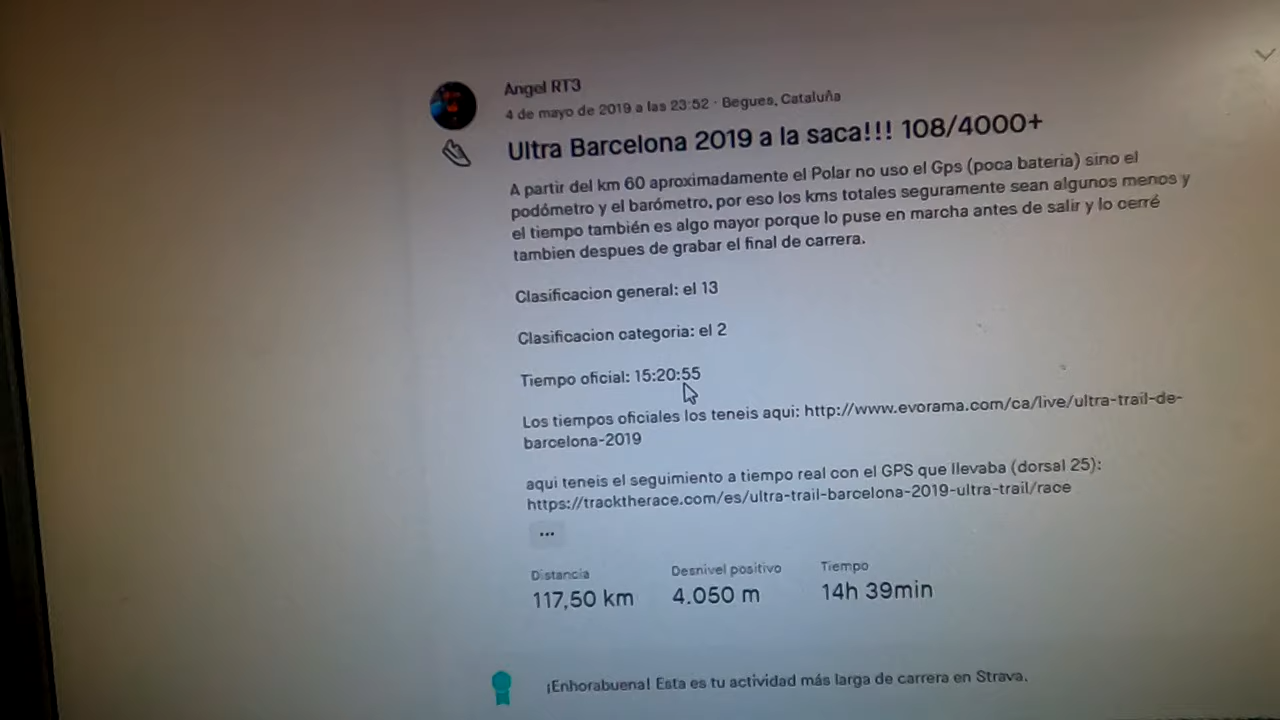 Angel RT3
4 de mayo de 2019 a las 23:52 · Begues, Cataluña
Ultra Barcelona 2019 a la saca!!! 108/4000+
A partir del km 60 aproximadamente el Polar no uso el Gps (poca bateria) sino el
podómetro y el barómetro, por eso los kms totales seguramente sean algunos menos y
el tiempo también es algo mayor porque lo puse en marcha antes de salir y lo cerré
tambien despues de grabar el final de carrera.
Clasificacion general: el 13
Clasificacion categoria: el 2
Tiempo oficial: 15:20:55
Los tiempos oficiales los teneis aqui: http://www.evorama.com/ca/live/ultra-trail-de-
barcelona-2019
aqui teneis el seguimiento a tiempo real con el GPS que llevaba (dorsal 25):
https://tracktherace.com/es/ultra-trail-barcelona-2019-ultra-trail/race
...
Distancia Desnivel positivo Tiempo
117,50 km 4.050 m 14h 39min
¡Enhorabuena! Esta es tu actividad más larga de carrera en Strava.